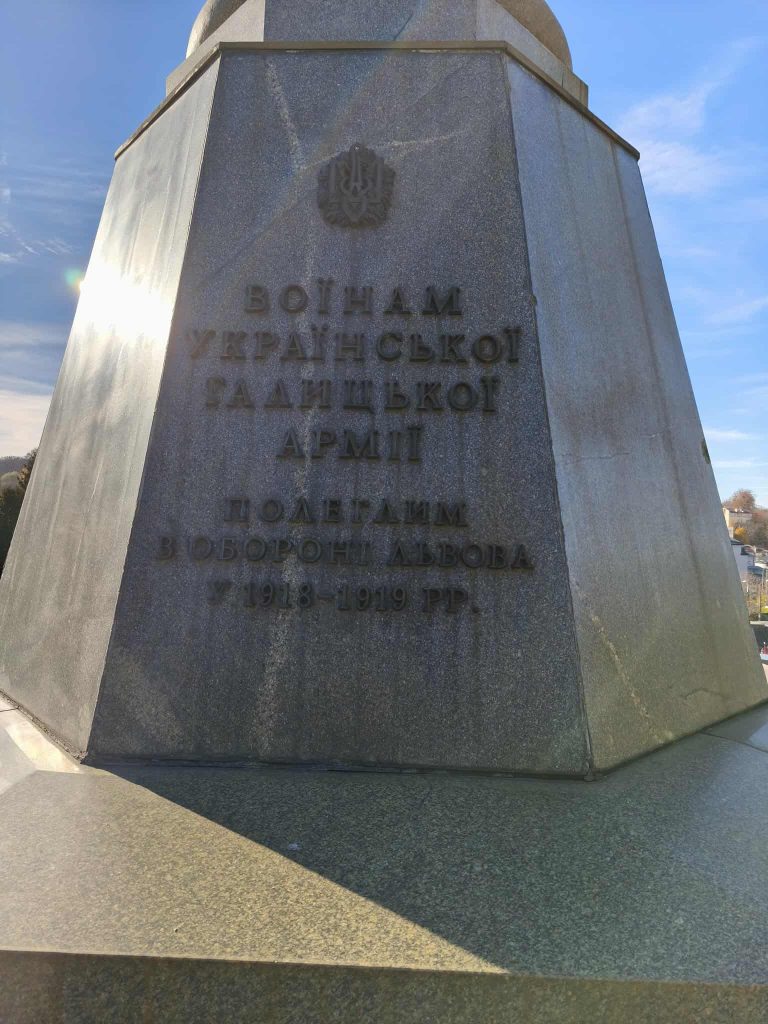 ВОЇНАМ
УКРАЇНСЬКОЇ
ГАЛИЦЬКОЇ
АРМІЇ
ПОЛЕГЛИМ
В ОБОРОНІ ЛЬВОВА
У 1918–1919 РР.